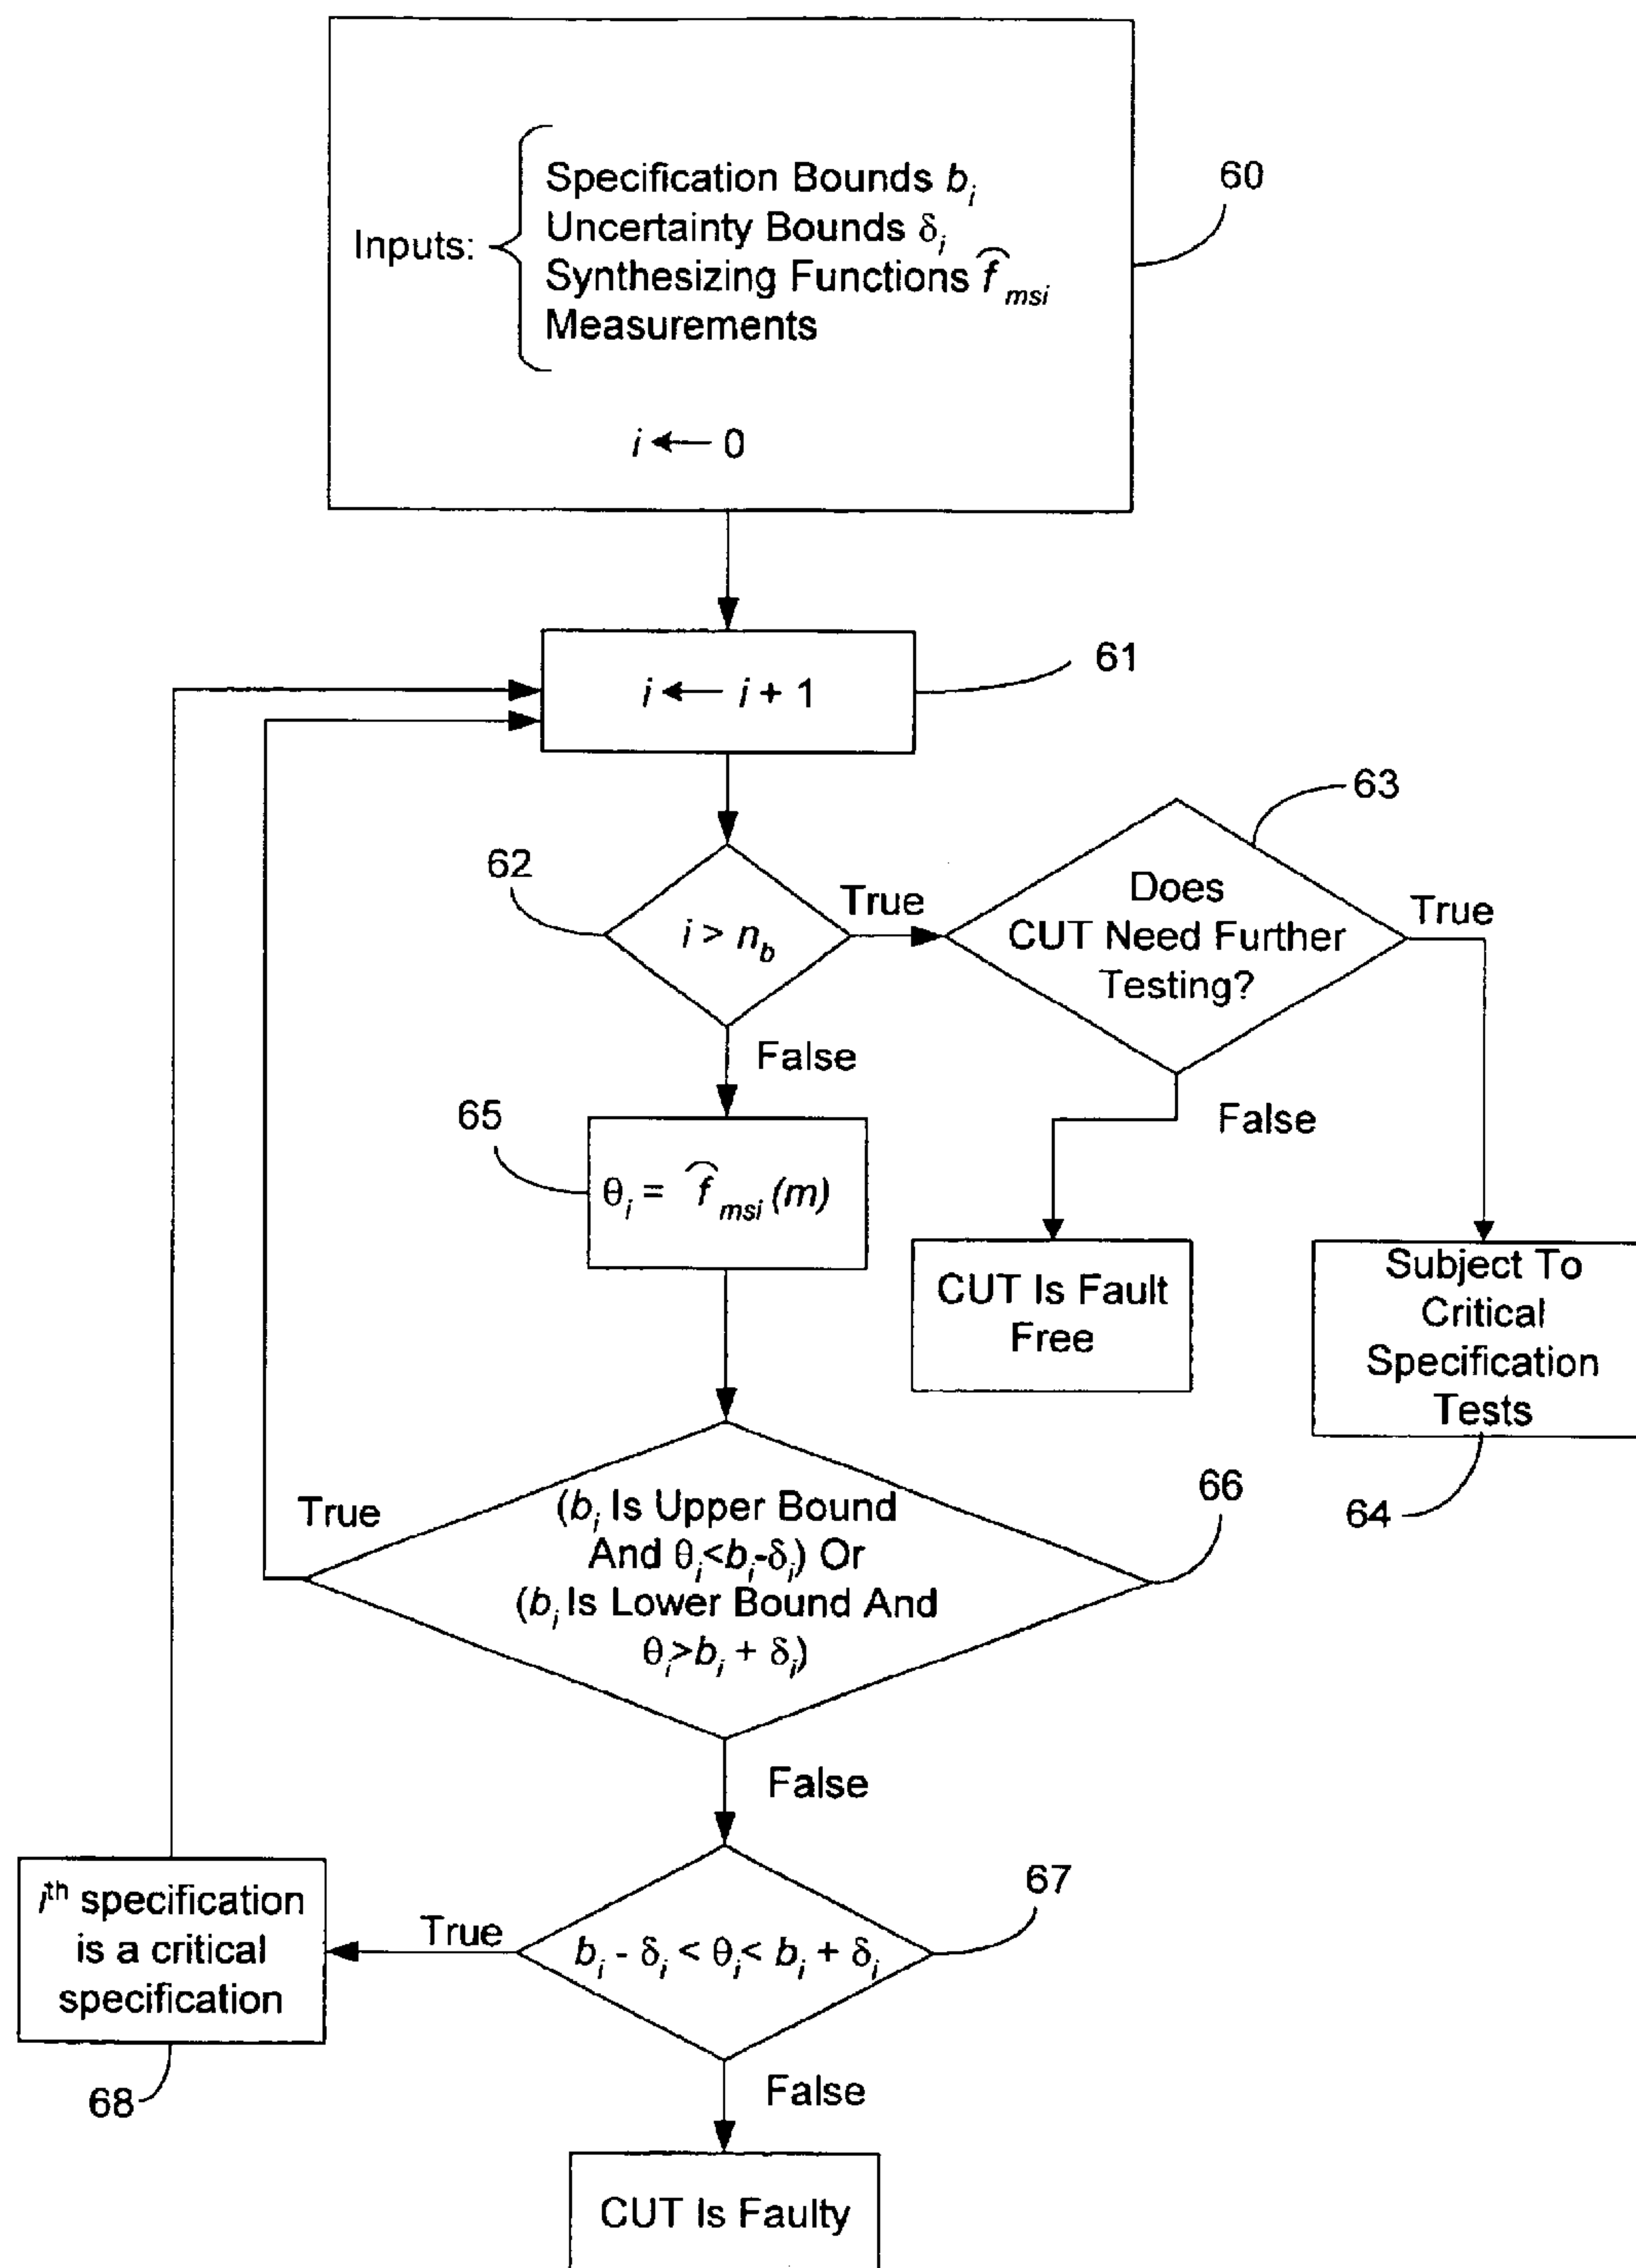 Inputs:
Specification Bounds b_i
Uncertainty Bounds δ_i
Synthesizing Functions f̂_msi
Measurements
i ← 0
60
i ← i + 1
61
62
i > n_b
True
63
Does
CUT Need Further
Testing?
True
False
False
65
θ_i = f̂_msi (m)
CUT Is Fault
Free
Subject To
Critical
Specification
Tests
64
True
(b_i Is Upper Bound
And θ_i<b_i-δ_i) Or
(b_i Is Lower Bound And
θ_i>b_i + δ_i)
66
False
i^th specification
is a critical
specification
68
True
b_i - δ_i < θ_i < b_i + δ_i
67
False
CUT Is Faulty